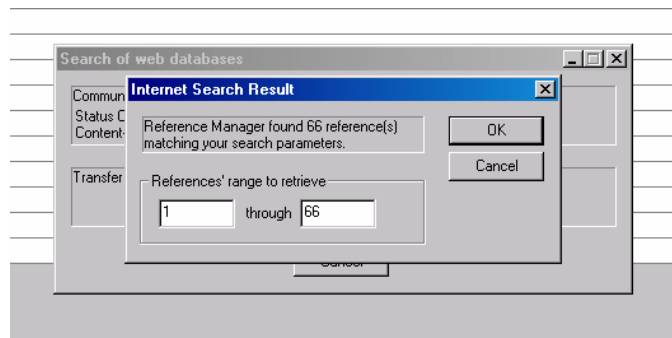 Search of web databases
Internet Search Result
Commun
Status C
Content-
Reference Manager found 66 reference(s)
matching your search parameters.
OK
Cancel
Transfer
References' range to retrieve
1 through 66